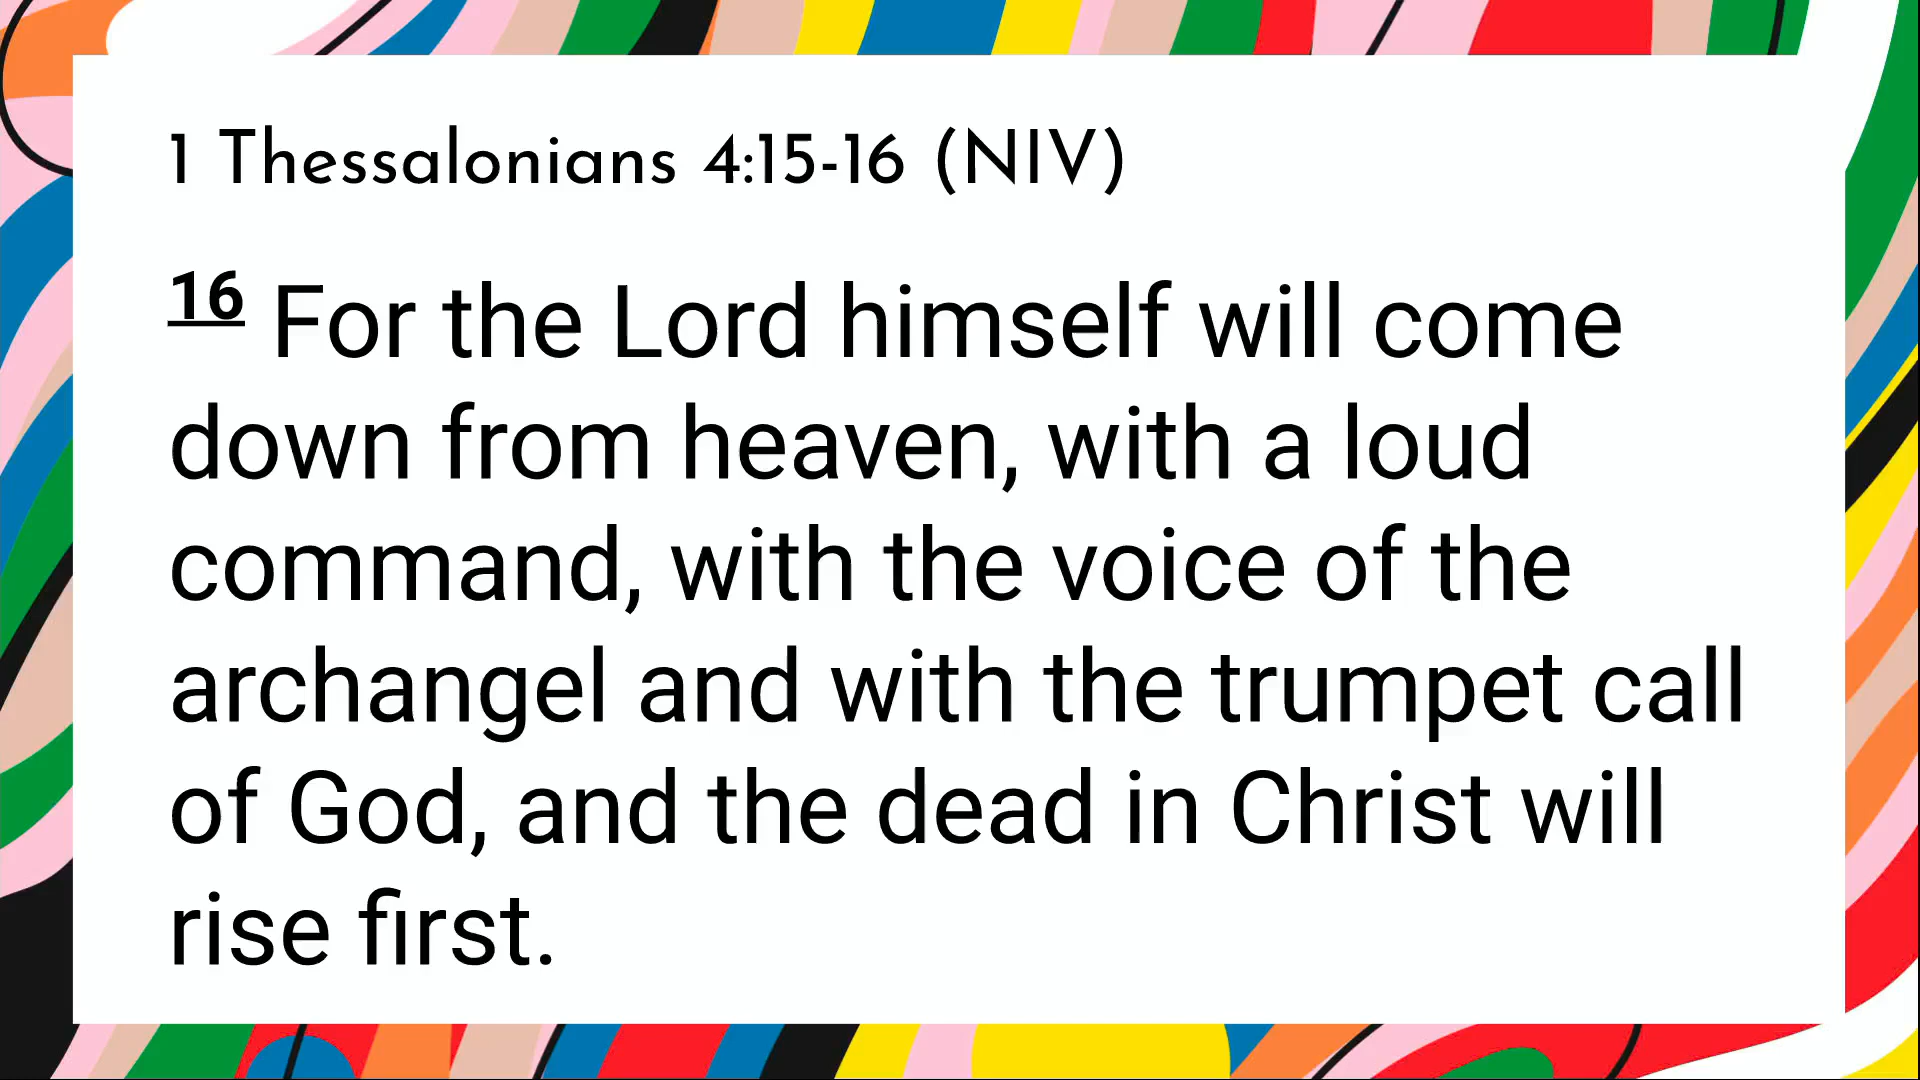 1 Thessalonians 4:15-16 (NIV)
16 For the Lord himself will come
down from heaven, with a loud
command, with the voice of the
archangel and with the trumpet call
of God, and the dead in Christ will
rise first.